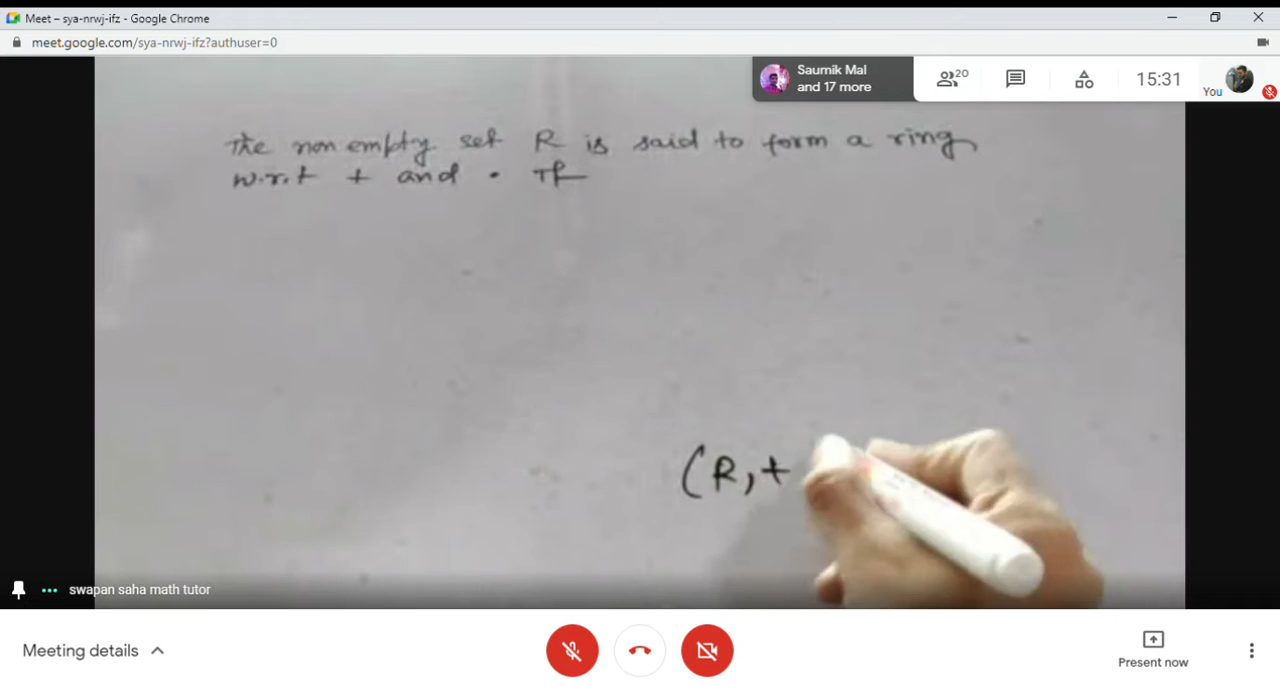 Meet – sya-nrwj-ifz - Google Chrome
meet.google.com/sya-nrwj-ifz?authuser=0
Saumik Mal
and 17 more
20
15:31
You
The non empty set R is said to form a ring
w.r.t + and . If
(R, +
swapan saha math tutor
Meeting details
Present now